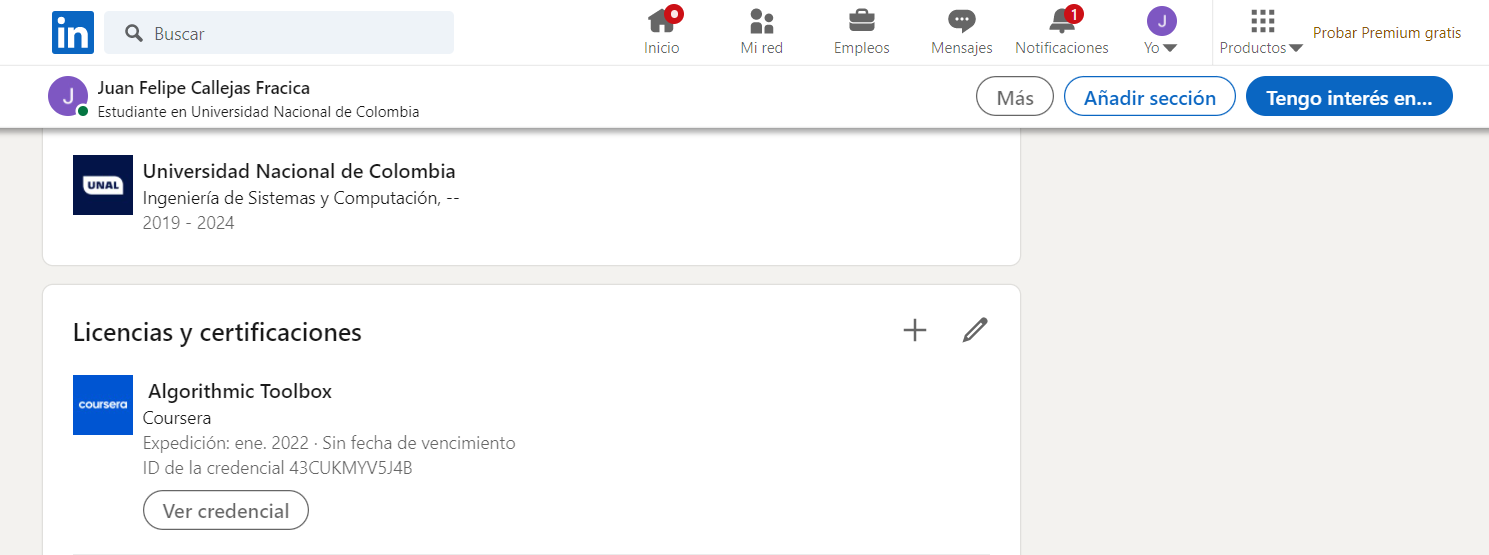 in
Buscar
Inicio
Mi red
Empleos
Mensajes
1
Notificaciones
J
Yo
Productos
Probar Premium gratis
J
Juan Felipe Callejas Fracica
Estudiante en Universidad Nacional de Colombia
Más
Añadir sección
Tengo interés en...
UNAL
Universidad Nacional de Colombia
Ingeniería de Sistemas y Computación, --
2019 - 2024
Licencias y certificaciones
coursera
Algorithmic Toolbox
Coursera
Expedición: ene. 2022 · Sin fecha de vencimiento
ID de la credencial 43CUKMYV5J4B
Ver credencial